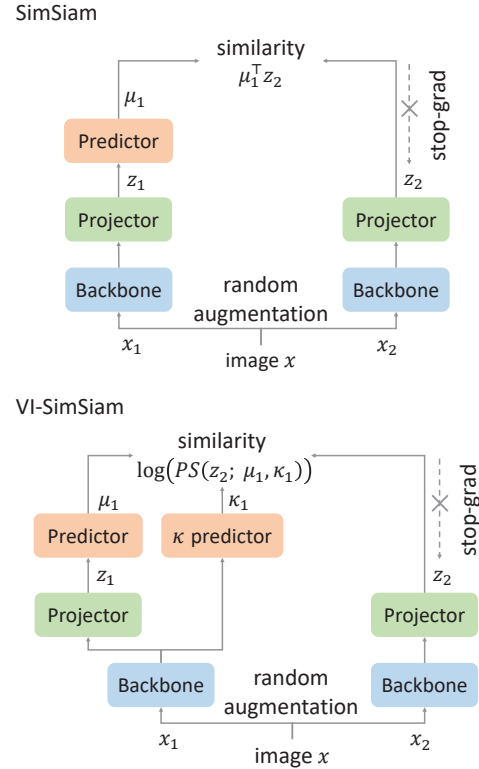 SimSiam
similarity
μ₁ᵀz₂
μ₁
stop-grad
Predictor
z₁
z₂
Projector
Projector
Backbone
random
augmentation
Backbone
x₁
image x
x₂
VI-SimSiam
similarity
log(PS(z₂; μ₁, κ₁))
μ₁
κ₁
stop-grad
Predictor
κ predictor
z₁
z₂
Projector
Projector
Backbone
random
augmentation
Backbone
x₁
image x
x₂